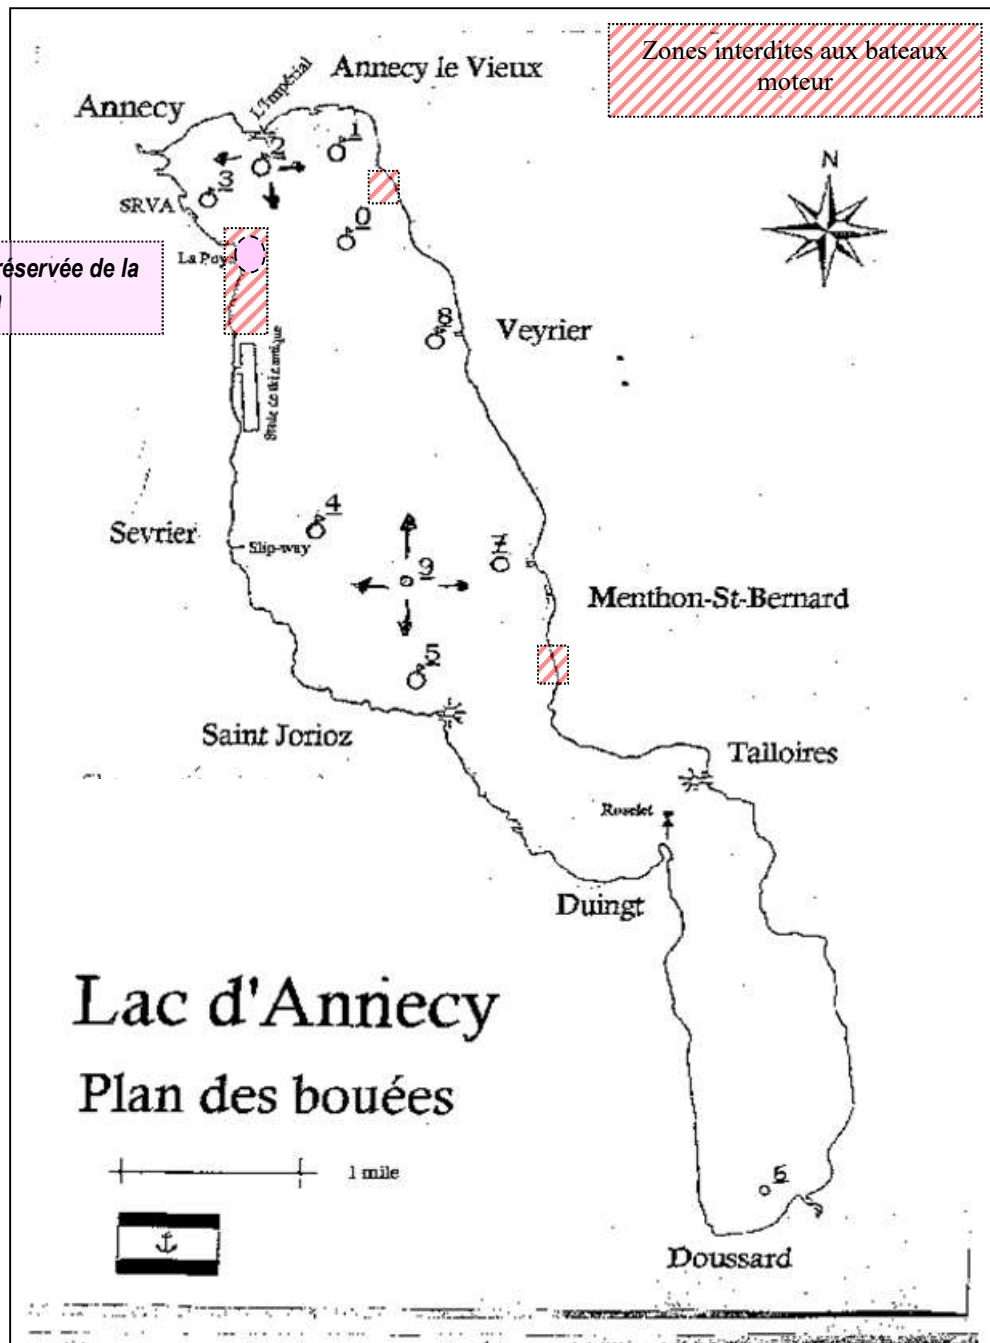 Zones interdites aux bateaux
moteur
Annecy le Vieux
L'Impérial
Annecy
1
2
3
N
SRVA
0
réservée de la
La Puya
8
Veyrier
4
Sevrier
Slip-way
7
9
Menthon-St-Bernard
5
Saint Jorioz
Talloires
Roselet
Duingt
Lac d'Annecy
Plan des bouées
1 mile
6
Doussard